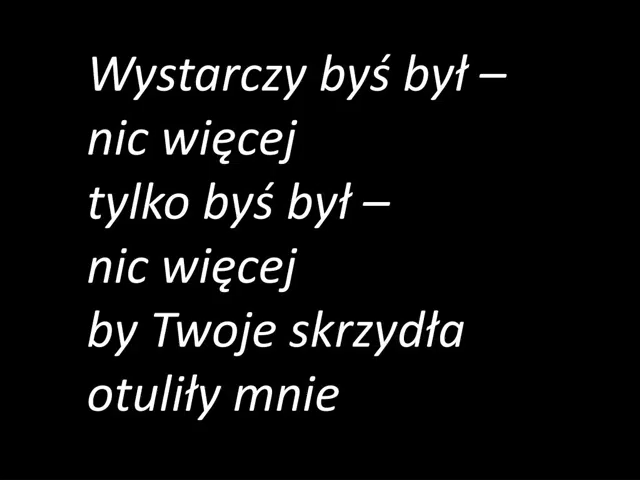 Wystarczy byś był –
nic więcej
tylko byś był –
nic więcej
by Twoje skrzydła
otuliły mnie